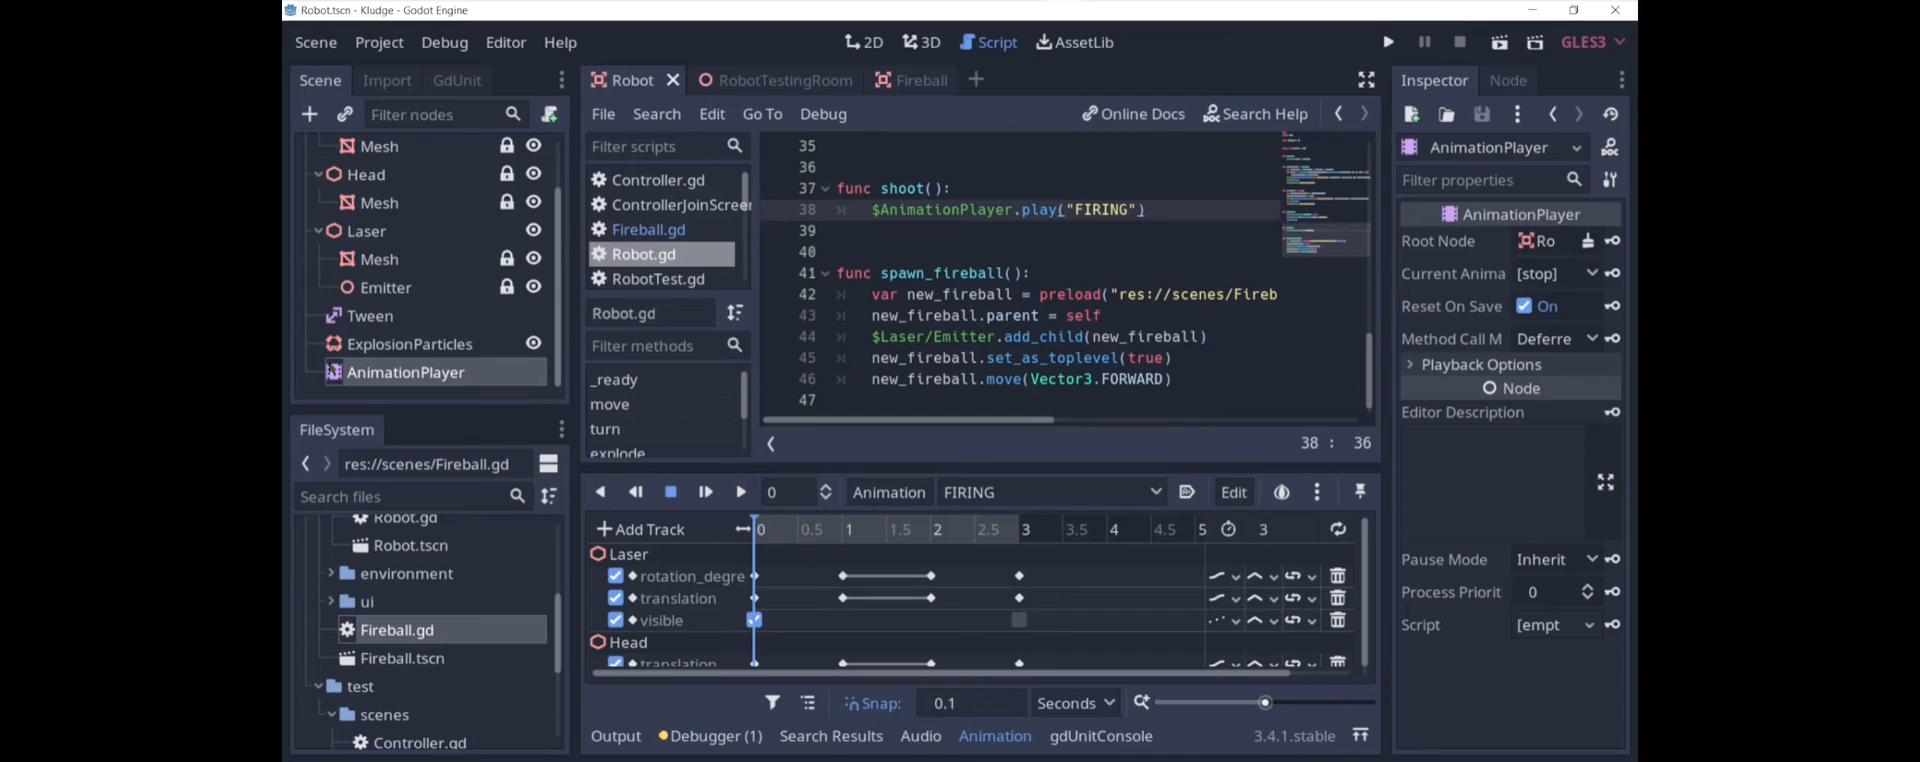 Robot.tscn - Kludge - Godot Engine
Scene Project Debug Editor Help
2D 3D Script AssetLib
GLES3
Scene Import GdUnit
Filter nodes
Mesh
Head
Mesh
Laser
Mesh
Emitter
Tween
ExplosionParticles
AnimationPlayer
FileSystem
res://scenes/Fireball.gd
Search files
Robot.gd
Robot.tscn
environment
ui
Fireball.gd
Fireball.tscn
test
scenes
Controller.gd
Robot RobotTestingRoom Fireball
File Search Edit Go To Debug Online Docs Search Help
Filter scripts
Controller.gd
ControllerJoinScree
Fireball.gd
Robot.gd
RobotTest.gd
Robot.gd
Filter methods
_ready
move
turn
explode
35
36
37 func shoot():
38 $AnimationPlayer.play("FIRING")
39
40
41 func spawn_fireball():
42 var new_fireball = preload("res://scenes/Fireb
43 new_fireball.parent = self
44 $Laser/Emitter.add_child(new_fireball)
45 new_fireball.set_as_toplevel(true)
46 new_fireball.move(Vector3.FORWARD)
47
38 : 36
0 Animation FIRING Edit
Add Track 0 0.5 1 1.5 2 2.5 3 3.5 4 4.5 5 3
Laser
rotation_degre
translation
visible
Head
translation
Snap: 0.1 Seconds
Output Debugger (1) Search Results Audio Animation gdUnitConsole 3.4.1.stable
Inspector Node
AnimationPlayer
Filter properties
AnimationPlayer
Root Node Ro
Current Anima [stop]
Reset On Save On
Method Call M Deferre
Playback Options
Node
Editor Description
Pause Mode Inherit
Process Priorit 0
Script [empt